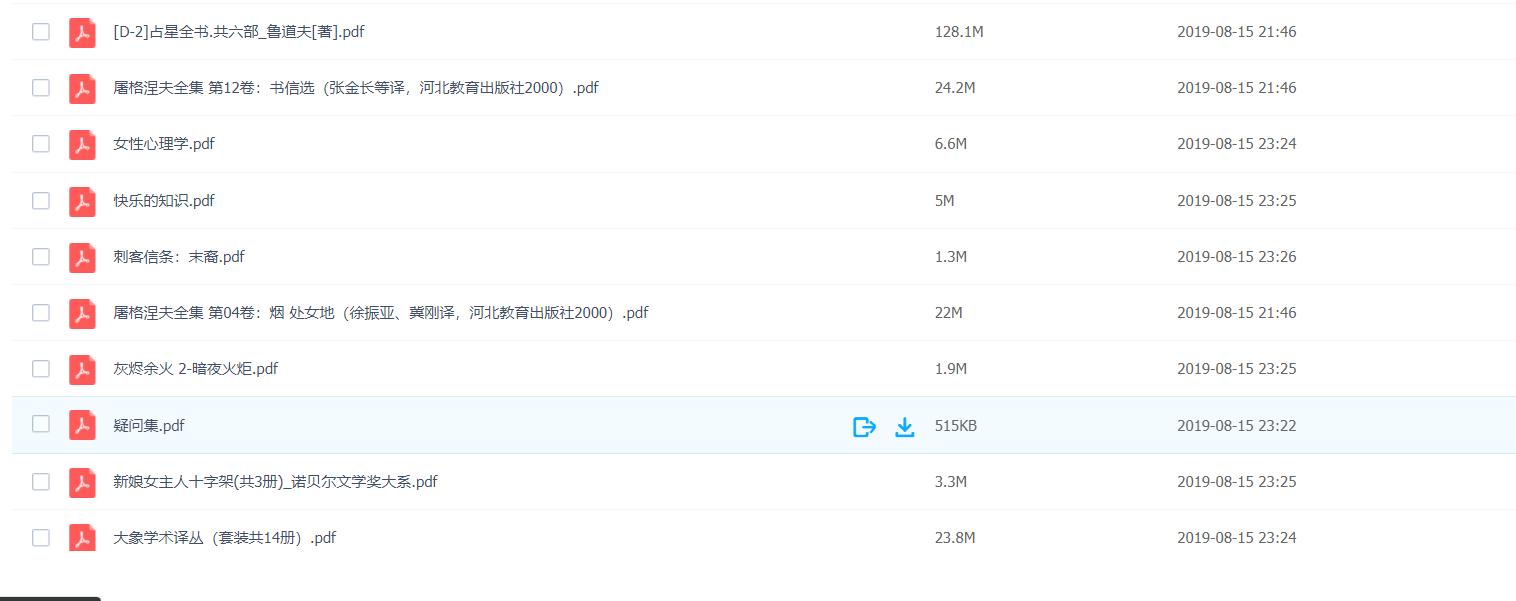 [D-2]占星全书.共六部_鲁道夫[著].pdf 128.1M 2019-08-15 21:46
屠格涅夫全集 第12卷：书信选（张金长等译，河北教育出版社2000）.pdf 24.2M 2019-08-15 21:46
女性心理学.pdf 6.6M 2019-08-15 23:24
快乐的知识.pdf 5M 2019-08-15 23:25
刺客信条：末裔.pdf 1.3M 2019-08-15 23:26
屠格涅夫全集 第04卷：烟 处女地（徐振亚、冀刚译，河北教育出版社2000）.pdf 22M 2019-08-15 21:46
灰烬余火 2-暗夜火炬.pdf 1.9M 2019-08-15 23:25
疑问集.pdf 515KB 2019-08-15 23:22
新娘女主人十字架(共3册)_诺贝尔文学奖大系.pdf 3.3M 2019-08-15 23:25
大象学术译丛（套装共14册）.pdf 23.8M 2019-08-15 23:24